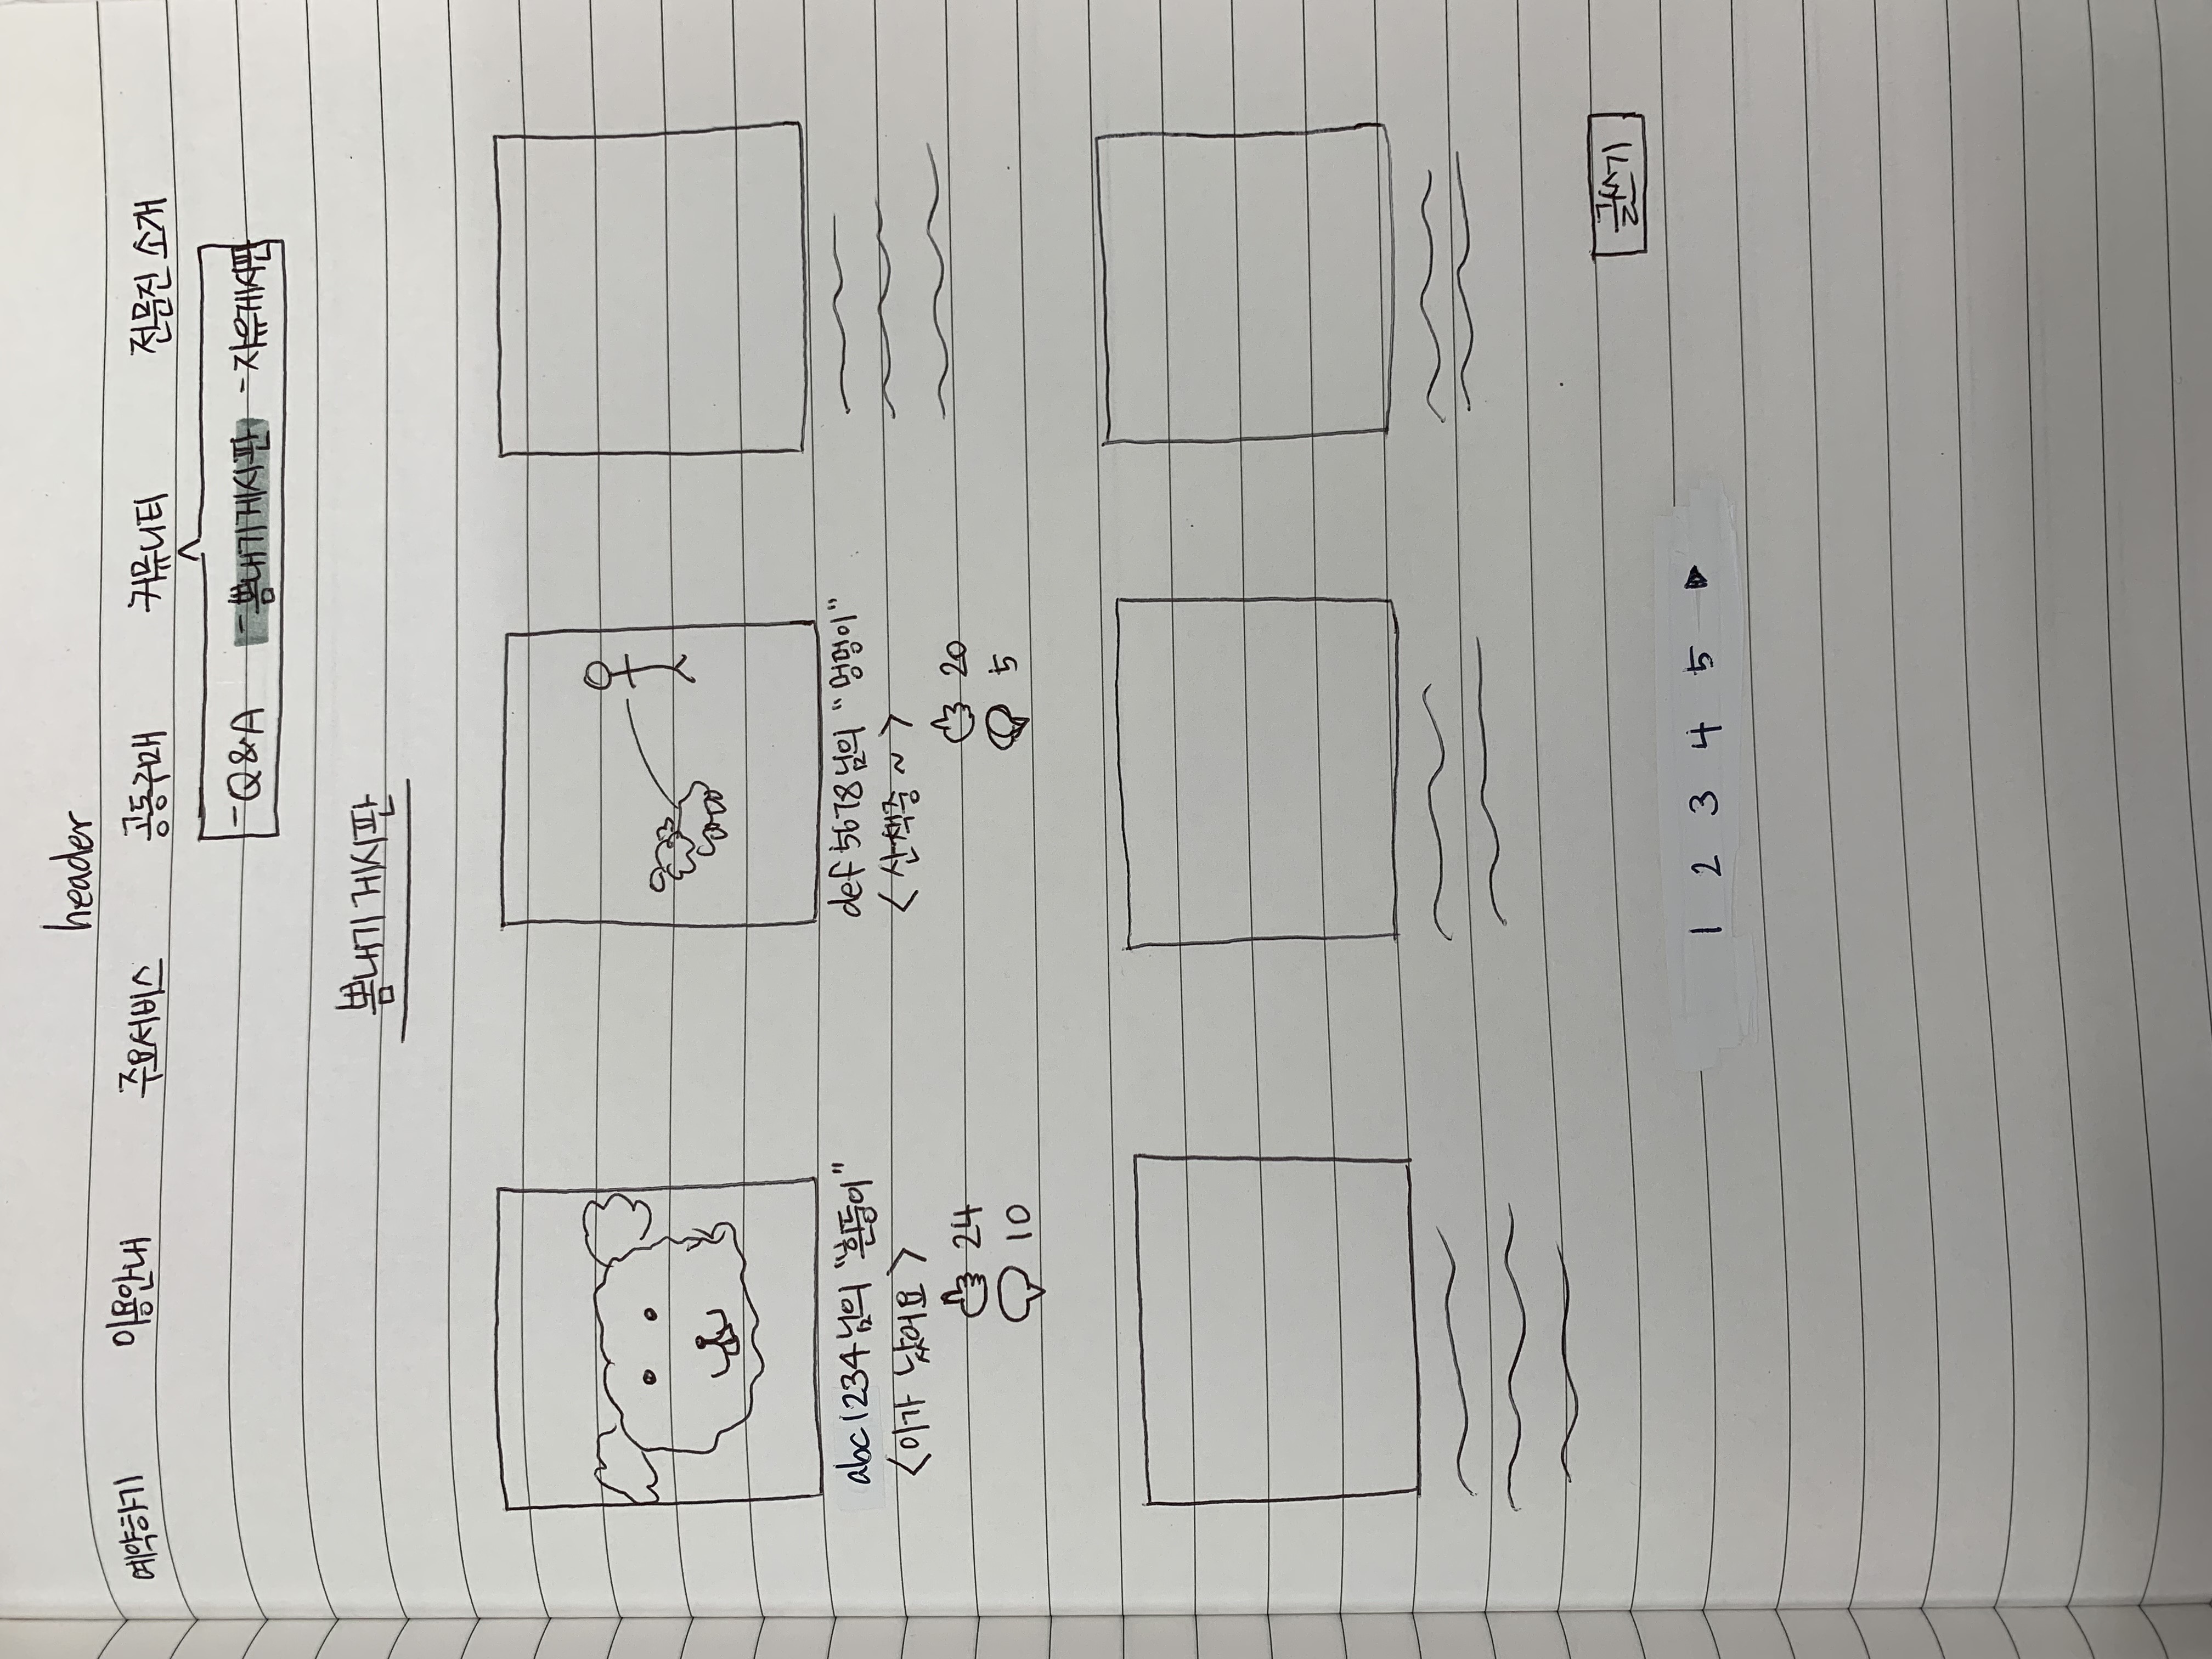 header
예약하기 이용안내 주요서비스 공동구매 커뮤니티 전문진 소개
-Q&A -뽐내기게시판 -자유게시판
뽐내기 게시판
abc1234님의 "흰둥이"
<이가 났어요>
24
10
def5678님의 "멍멍이"
<산책중~>
20
5
글쓰기
1 2 3 4 5 ▶